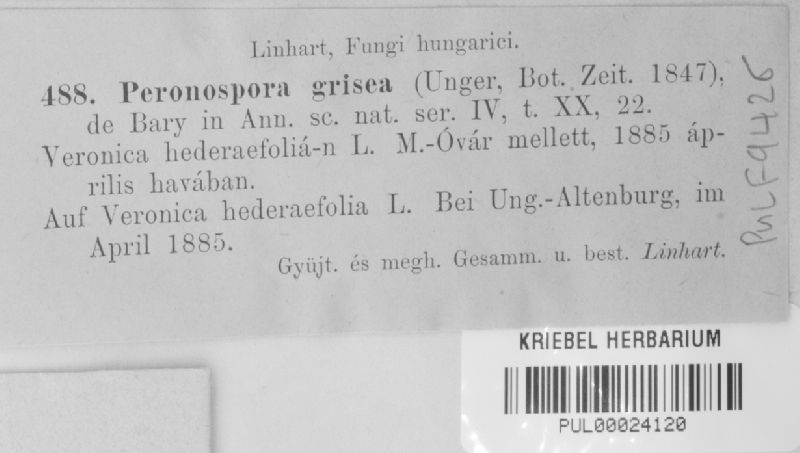 Linhart, Fungi hungarici.
488. Peronospora grisea (Unger, Bot. Zeit. 1847),
de Bary in Ann. sc. nat. ser. IV, t. XX, 22.
Veronica hederaefoliá-n L. M.-Óvár mellett, 1885 áp-
rilis havában.
Auf Veronica hederaefolia L. Bei Ung.-Altenburg, im
April 1885.
Gyüjt. és megh. Gesamm. u. best. Linhart.
PuLF9426
KRIEBEL HERBARIUM
PUL00024120